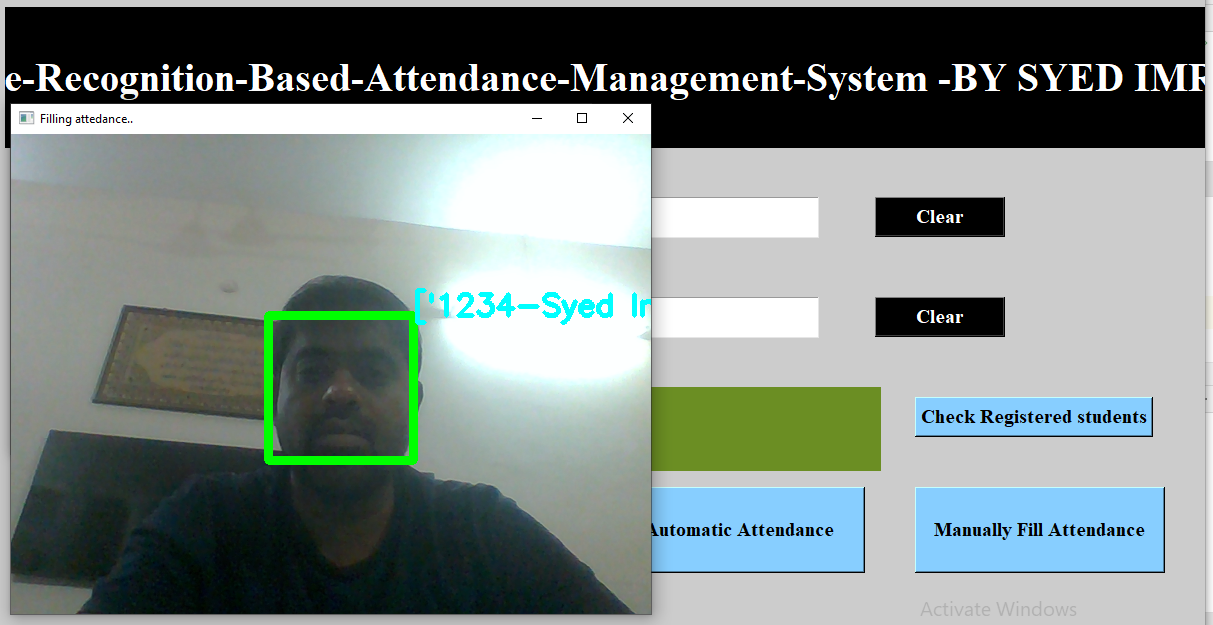 e-Recognition-Based-Attendance-Management-System -BY SYED IMR
Filling attedance..
['1234-Syed Im
Clear
Clear
Check Registered students
Automatic Attendance
Manually Fill Attendance
Activate Windows